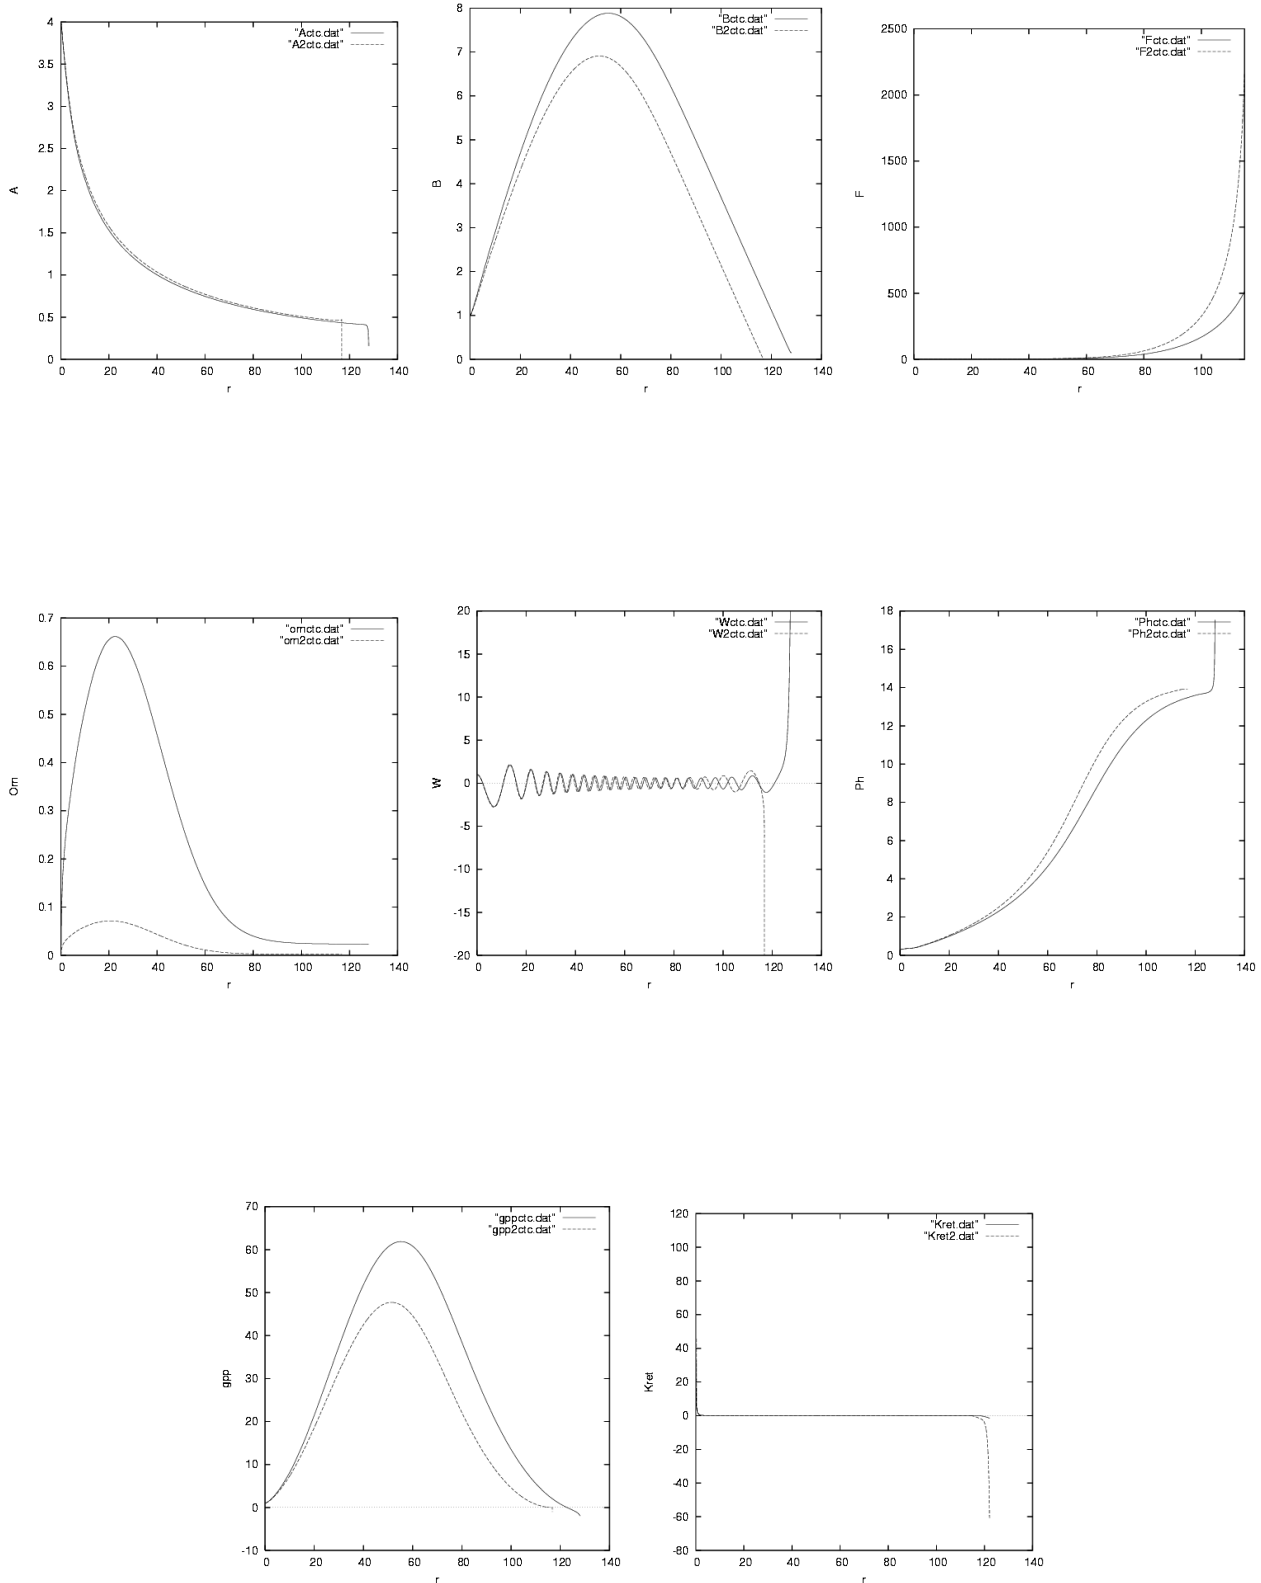 "Actc.dat"
"A2ctc.dat"
4
3.5
3
2.5
2
1.5
1
0.5
0
A
0 20 40 60 80 100 120 140
r
"Bctc.dat"
"B2ctc.dat"
8
7
6
5
4
3
2
1
0
B
0 20 40 60 80 100 120 140
r
"Fctc.dat"
"F2ctc.dat"
2500
2000
1500
1000
500
0
F
0 20 40 60 80 100
r
"omctc.dat"
"om2ctc.dat"
0.7
0.6
0.5
0.4
0.3
0.2
0.1
0
Om
0 20 40 60 80 100 120 140
r
"Wctc.dat"
"W2ctc.dat"
20
15
10
5
0
-5
-10
-15
-20
W
0 20 40 60 80 100 120 140
r
"Phctc.dat"
"Ph2ctc.dat"
18
16
14
12
10
8
6
4
2
0
Ph
0 20 40 60 80 100 120 140
r
"gppctc.dat"
"gpp2ctc.dat"
70
60
50
40
30
20
10
0
-10
gpp
0 20 40 60 80 100 120 140
r
"Kret.dat"
"Kret2.dat"
120
100
80
60
40
20
0
-20
-40
-60
-80
Kret
0 20 40 60 80 100 120 140
r